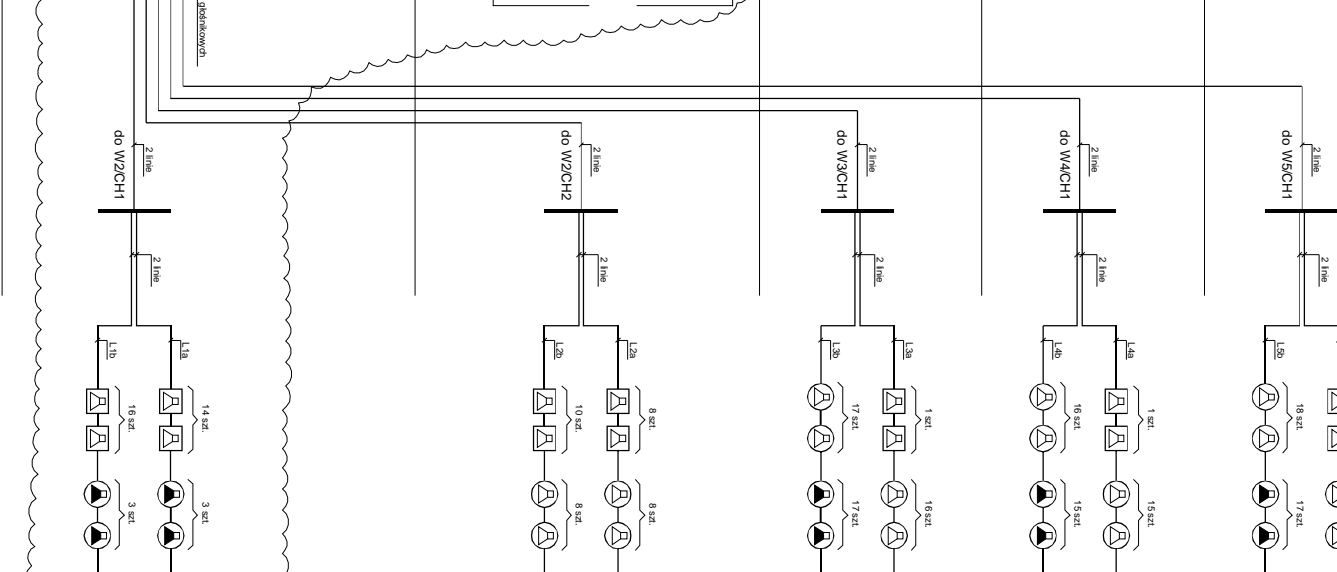 głośnikowych
do W2/CH1
2 linie
do W2/CH2
2 linie
do W3/CH1
2 linie
do W4/CH1
2 linie
do W5/CH1
2 linie
2 linie
2 linie
2 linie
2 linie
2 linie
L1b
L1a
L2b
L2a
L3b
L3a
L4b
L4a
L5b
16 szt.
14 szt.
10 szt.
8 szt.
17 szt.
1 szt.
16 szt.
1 szt.
18 szt.
3 szt.
3 szt.
8 szt.
8 szt.
17 szt.
16 szt.
15 szt.
15 szt.
17 szt.